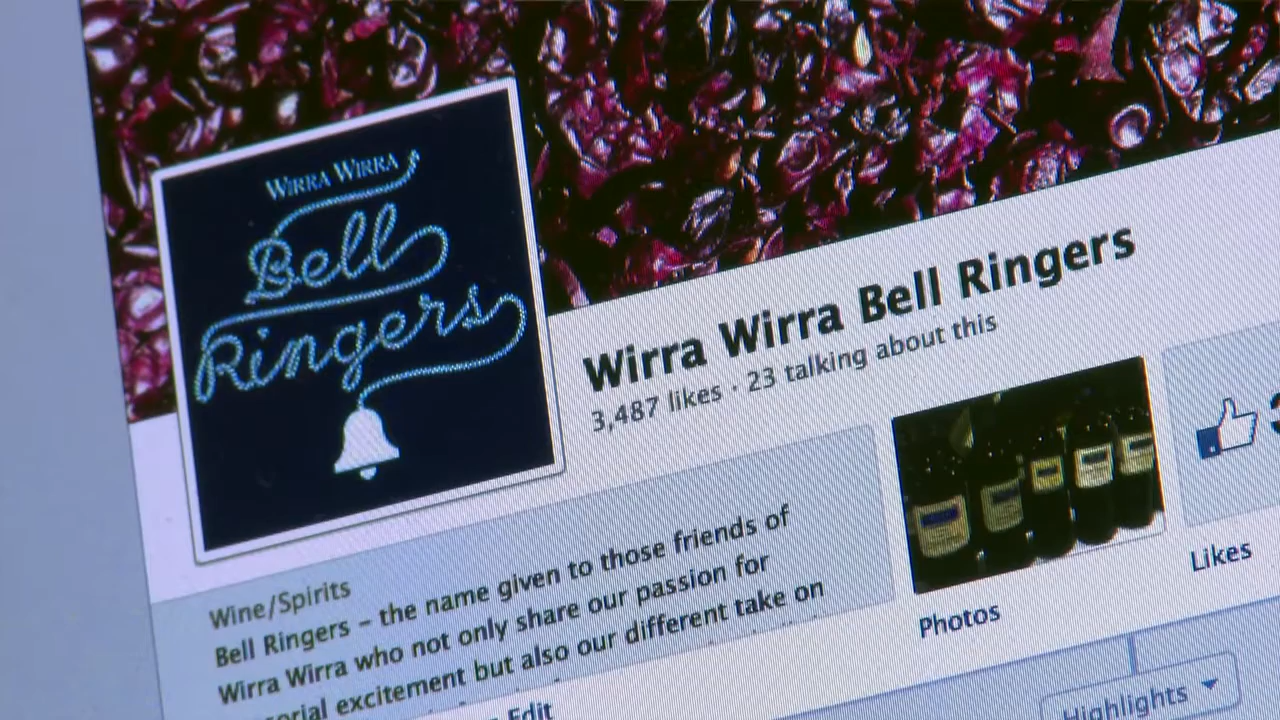 WIRRA WIRRA
Bell
Ringers
Wirra Wirra Bell Ringers
3,487 likes · 23 talking about this
Wine/Spirits
Bell Ringers – the name given to those friends of
Wirra Wirra who not only share our passion for
excitement but also our different take on
Edit
Photos
Likes
Highlights